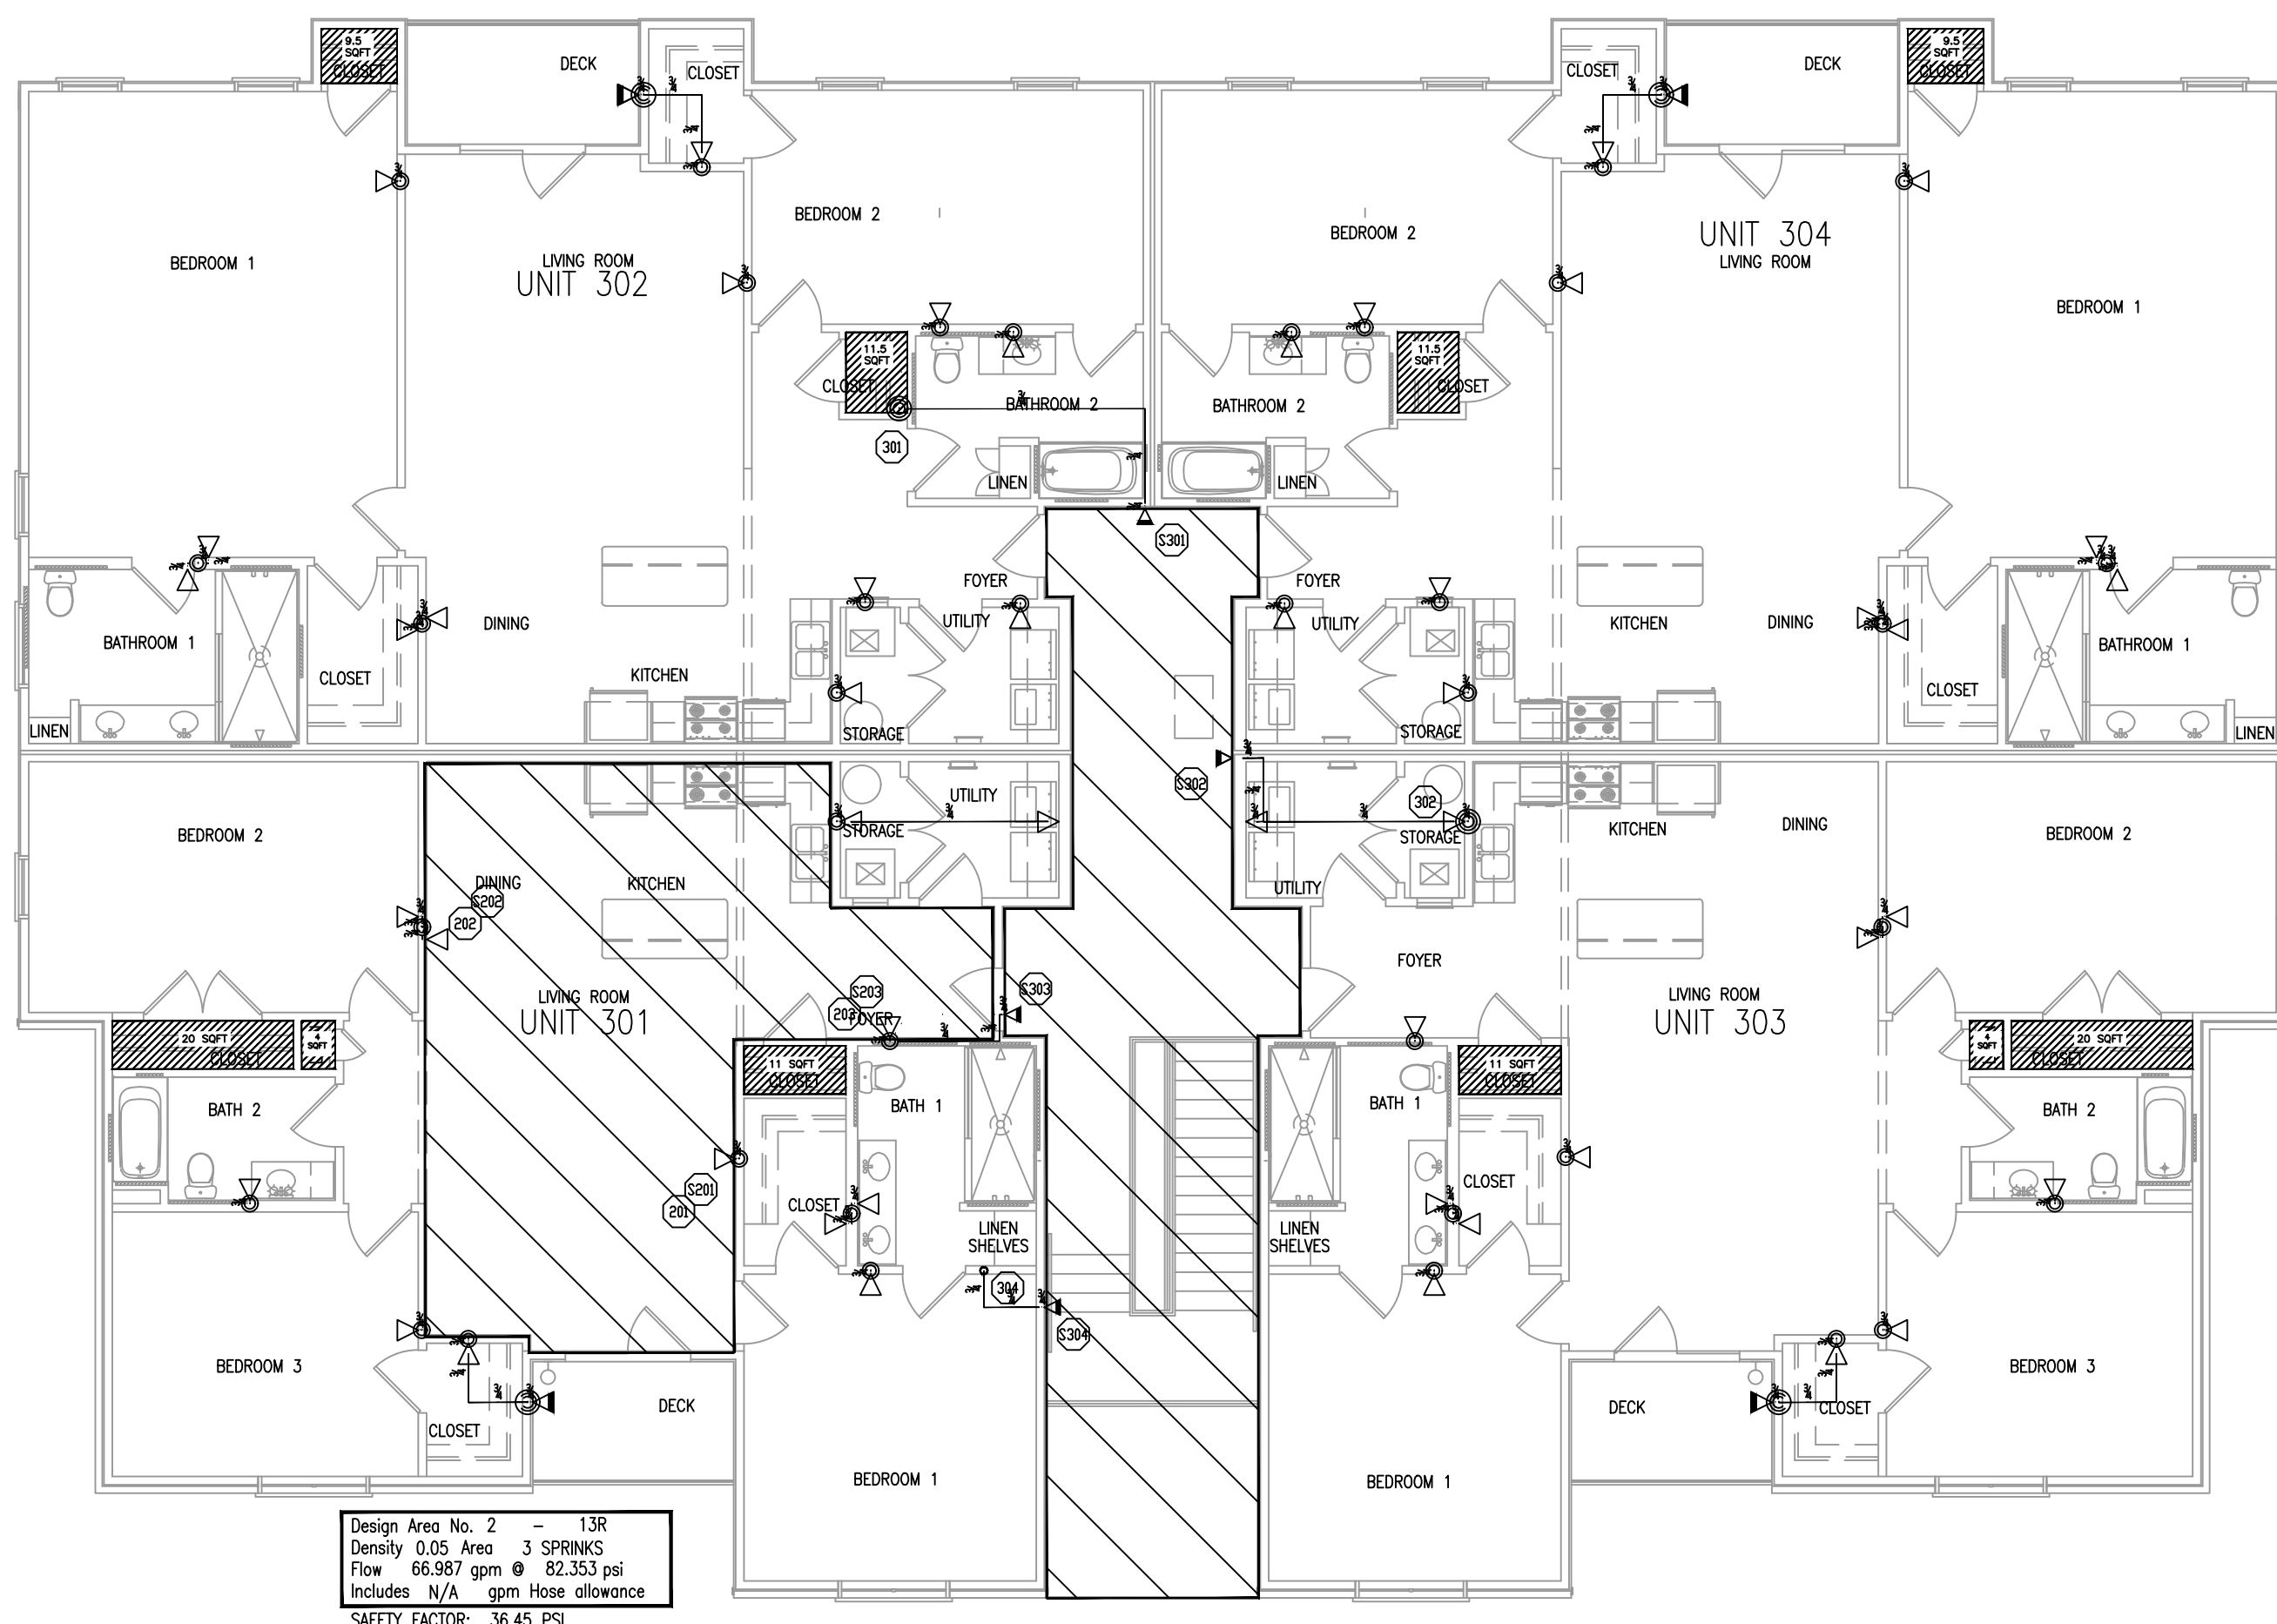 9.5
SQFT
CLOSET
DECK
CLOSET
CLOSET
DECK
9.5
SQFT
CLOSET
BEDROOM 1
LIVING ROOM
UNIT 302
BEDROOM 2
BEDROOM 2
UNIT 304
LIVING ROOM
BEDROOM 1
11.5
SQFT
CLOSET
BATHROOM 2
301
LINEN
BATHROOM 2
11.5
SQFT
CLOSET
LINEN
S301
FOYER
FOYER
BATHROOM 1
DINING
UTILITY
UTILITY
KITCHEN
DINING
BATHROOM 1
CLOSET
KITCHEN
CLOSET
LINEN
STORAGE
STORAGE
LINEN
S302
302
BEDROOM 2
UTILITY
STORAGE
STORAGE
KITCHEN
DINING
BEDROOM 2
DINING
S202
202
KITCHEN
UTILITY
FOYER
LIVING ROOM
UNIT 301
S203
203
FOYER
S303
LIVING ROOM
UNIT 303
20 SQFT
CLOSET
4
SQFT
11 SQFT
CLOSET
11 SQFT
CLOSET
4
SQFT
20 SQFT
CLOSET
BATH 2
BATH 1
BATH 1
BATH 2
S201
201
CLOSET
CLOSET
LINEN
SHELVES
LINEN
SHELVES
304
S304
BEDROOM 3
BEDROOM 3
DECK
DECK
CLOSET
CLOSET
BEDROOM 1
BEDROOM 1
Design Area No. 2 - 13R
Density 0.05 Area 3 SPRINKS
Flow 66.987 gpm @ 82.353 psi
Includes N/A gpm Hose allowance
SAFETY FACTOR: 36.45 PSI